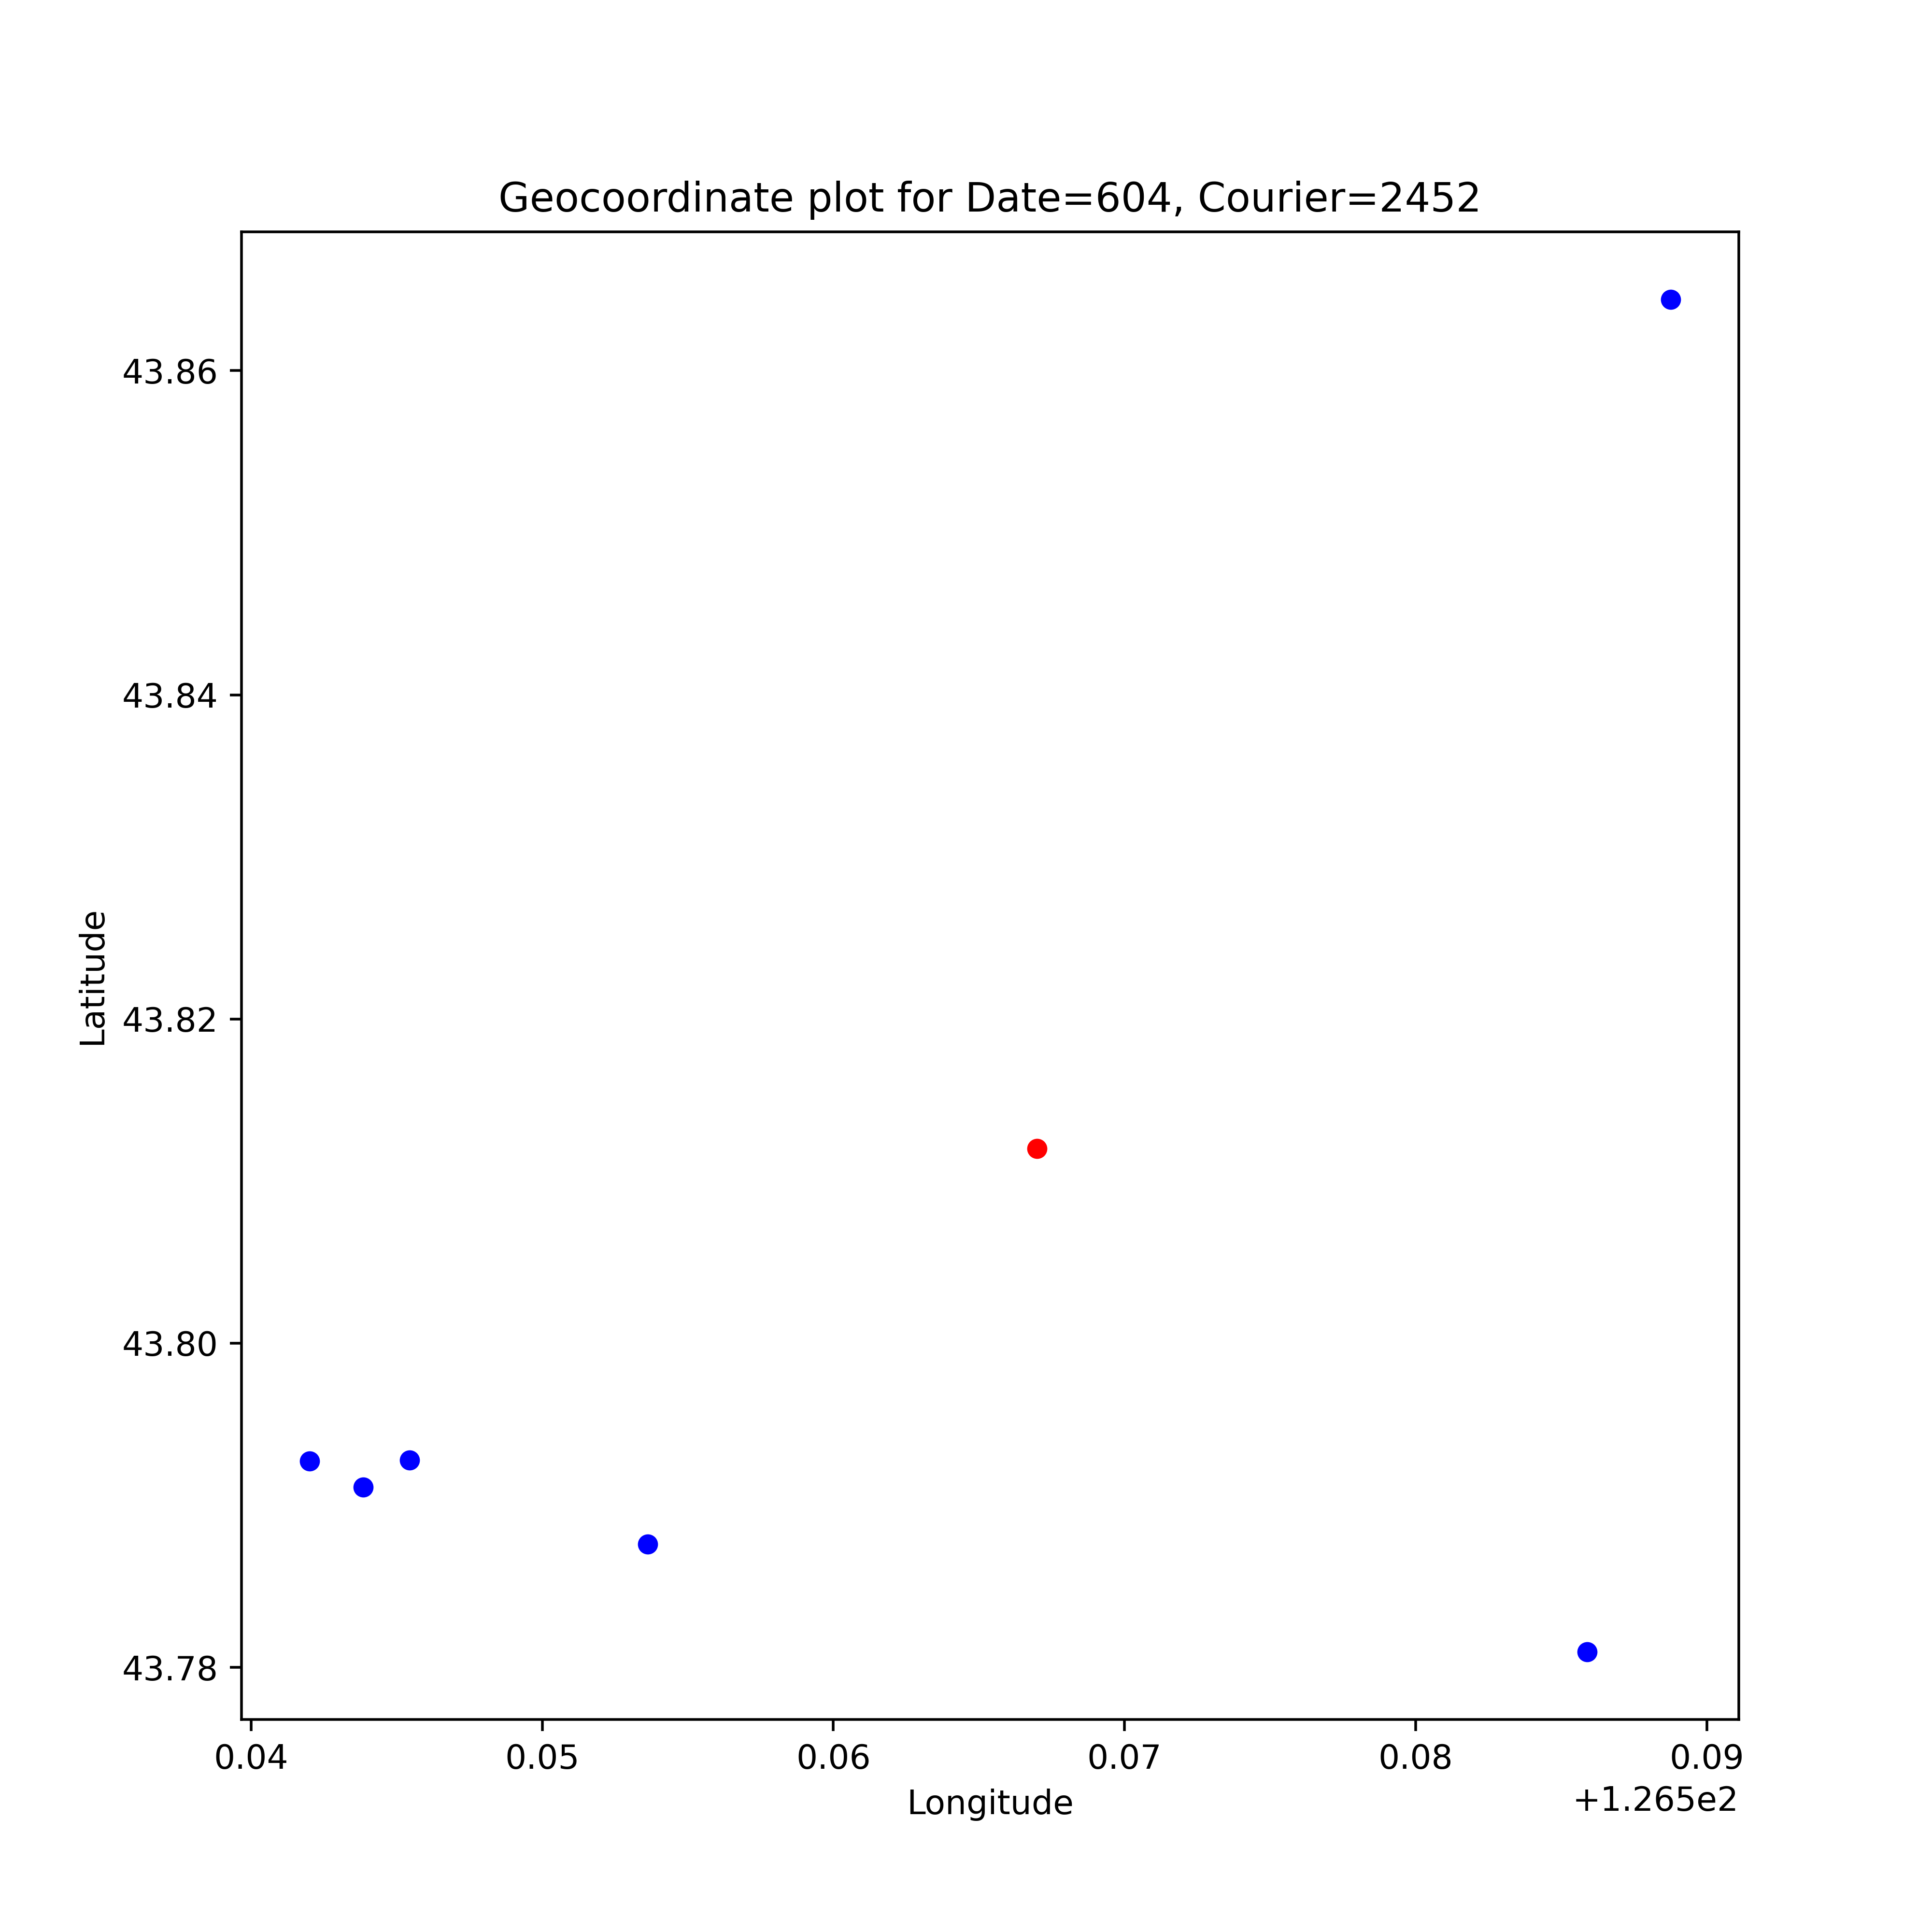 Geocoordinate plot for Date=604, Courier=2452
43.86
43.84
43.82
43.80
43.78
Latitude
0.04 0.05 0.06 0.07 0.08 0.09
Longitude
+1.265e2